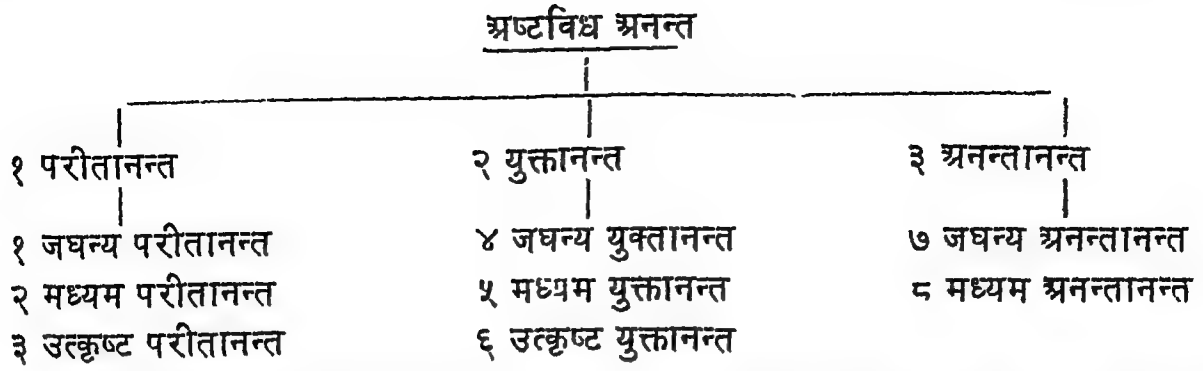 अष्टविध अनन्त
१ परीतानन्त २ युक्तानन्त ३ अनन्तानन्त
१ जघन्य परीतानन्त ४ जघन्य युक्तानन्त ७ जघन्य अनन्तानन्त
२ मध्यम परीतानन्त ५ मध्यम युक्तानन्त ८ मध्यम अनन्तानन्त
३ उत्कृष्ट परीतानन्त ६ उत्कृष्ट युक्तानन्त